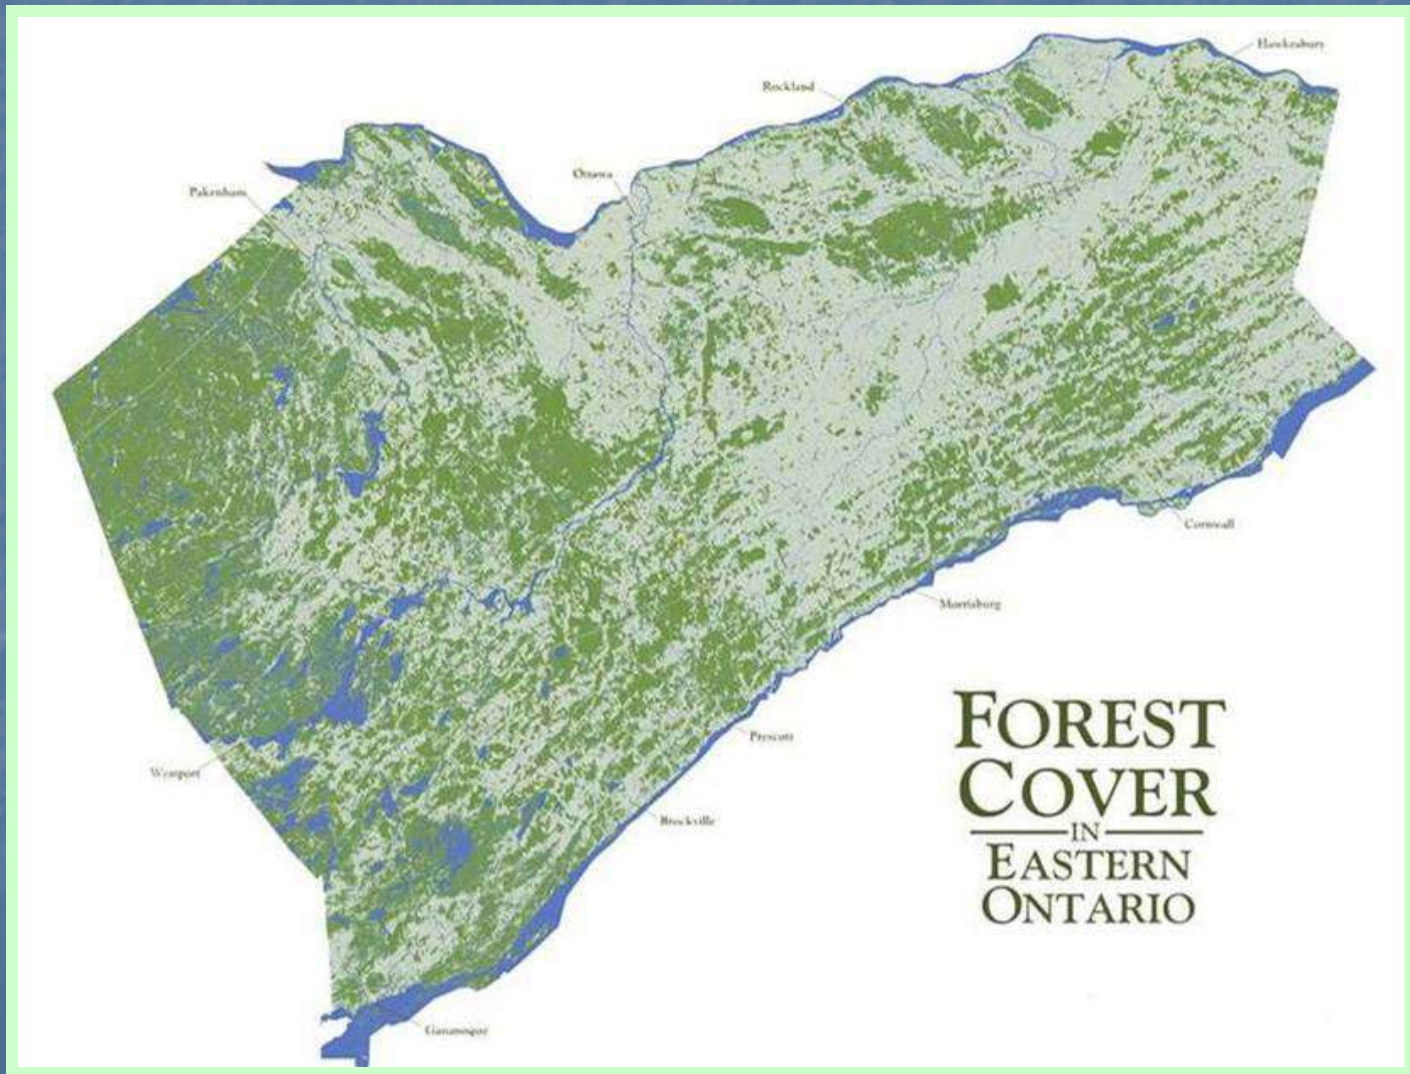 Hawkesbury
Rockland
Ottawa
Pakenham
Cornwall
Morrisburg
FOREST
COVER
IN
EASTERN
ONTARIO
Prescott
Westport
Brockville
Gananoque